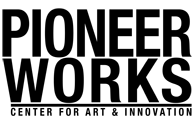 PIONEER
WORKS
CENTER FOR ART & INNOVATION